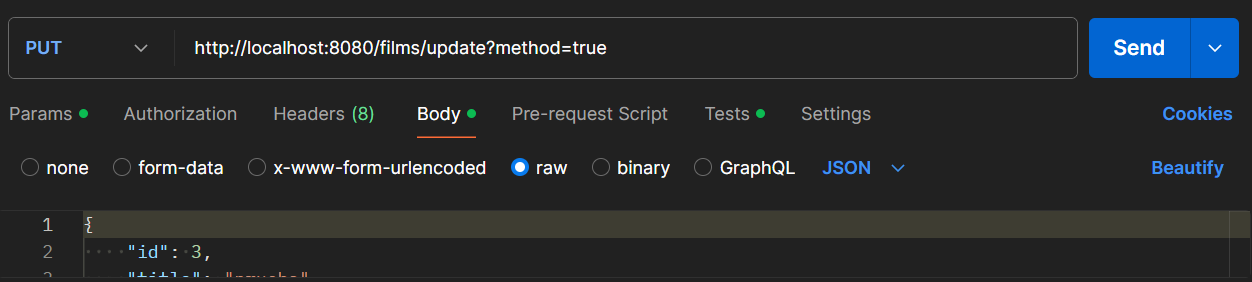 PUT http://localhost:8080/films/update?method=true Send
Params Authorization Headers (8) Body Pre-request Script Tests Settings Cookies
none form-data x-www-form-urlencoded raw binary GraphQL JSON Beautify
1 {
2 "id": 3,